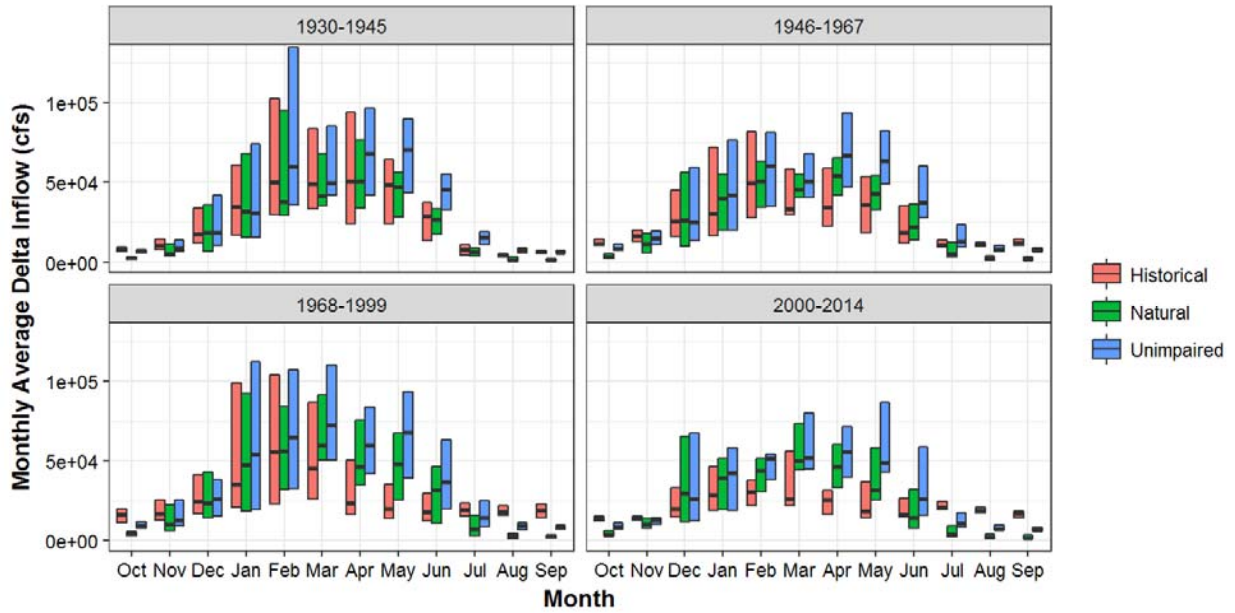 1930-1945
1946-1967
1e+05
5e+04
0e+00
1968-1999
2000-2014
1e+05
5e+04
0e+00
Oct Nov Dec Jan Feb Mar Apr May Jun Jul Aug Sep
Oct Nov Dec Jan Feb Mar Apr May Jun Jul Aug Sep
Month
Monthly Average Delta Inflow (cfs)
Historical
Natural
Unimpaired